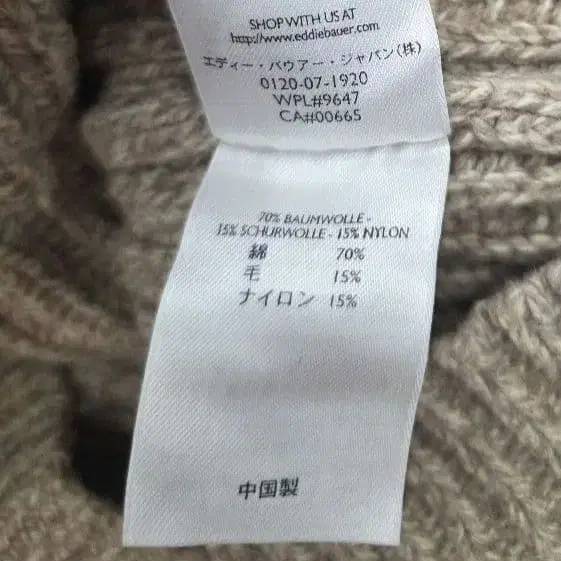 SHOP WITH US AT
http://www.eddiebauer.com
エディー・バウアー・ジャパン(株)
0120-07-1920
WPL#9647
CA#00665
70% BAUMWOLLE -
15% SCHURWOLLE - 15% NYLON
綿 70%
毛 15%
ナイロン 15%
中国製